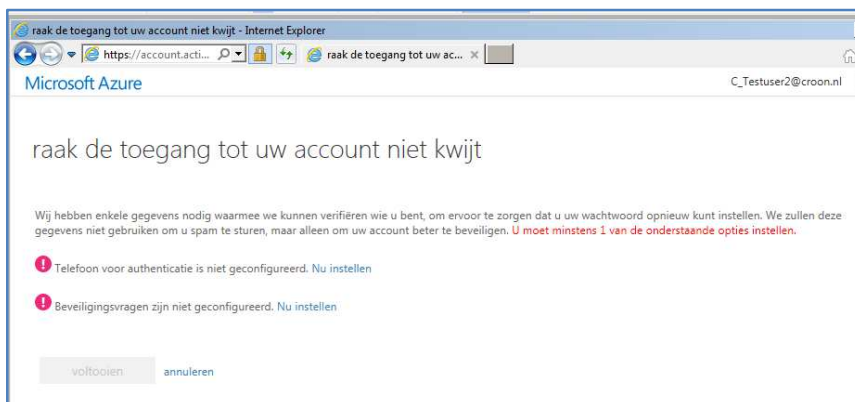 raak de toegang tot uw account niet kwijt - Internet Explorer
https://account.acti... raak de toegang tot uw ac...
Microsoft Azure C_Testuser2@croon.nl
raak de toegang tot uw account niet kwijt
Wij hebben enkele gegevens nodig waarmee we kunnen verifiëren wie u bent, om ervoor te zorgen dat u uw wachtwoord opnieuw kunt instellen. We zullen deze
gegevens niet gebruiken om u spam te sturen, maar alleen om uw account beter te beveiligen. U moet minstens 1 van de onderstaande opties instellen.
Telefoon voor authenticatie is niet geconfigureerd. Nu instellen
Beveiligingsvragen zijn niet geconfigureerd. Nu instellen
voltooien annuleren